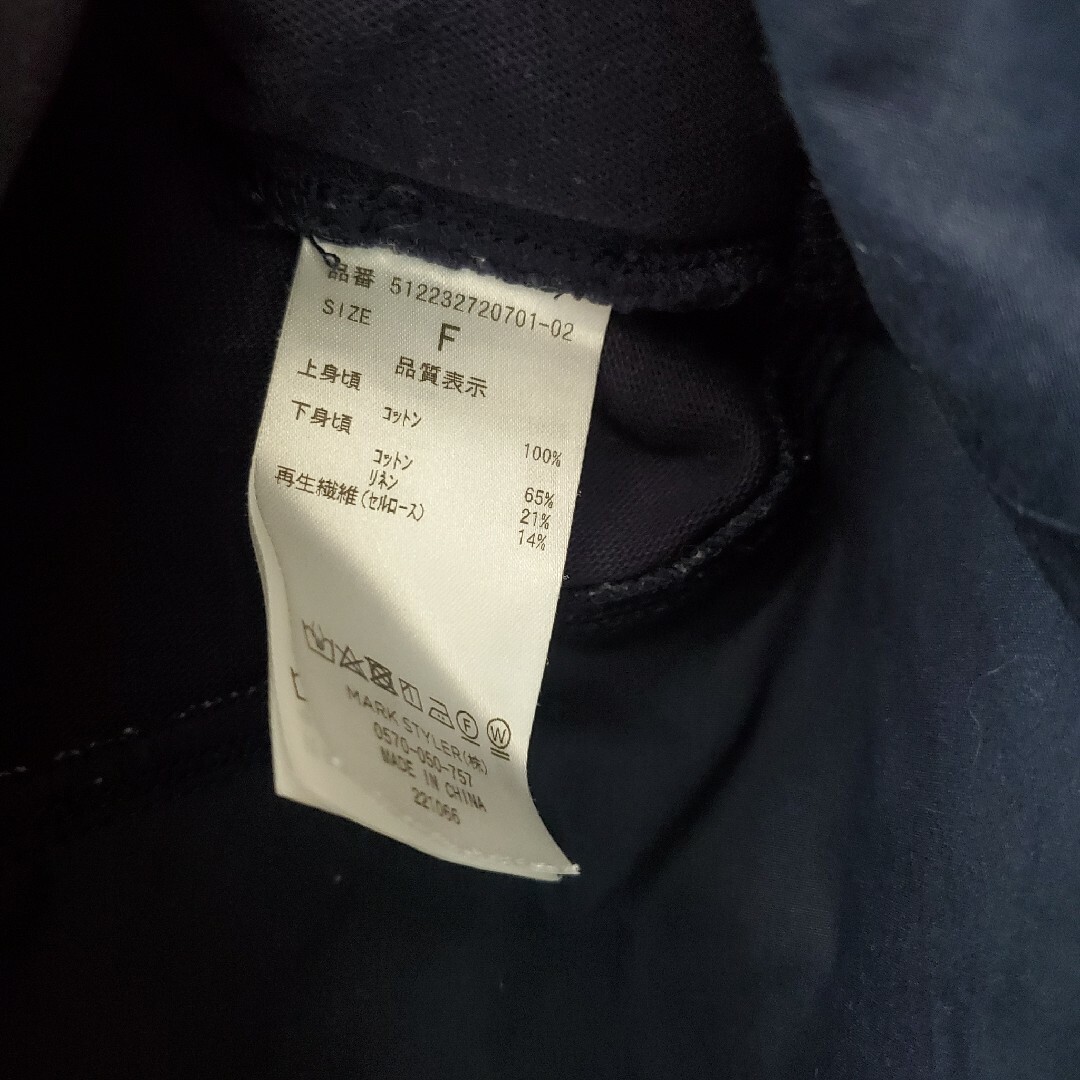 品番 512232720701-02
SIZE F
品質表示
上身頃
コットン 100%
下身頃
コットン 65%
リネン 21%
再生繊維(セルロース) 14%
F W
MARK STYLER(株)
0570-060-757
MADE IN CHINA
221066